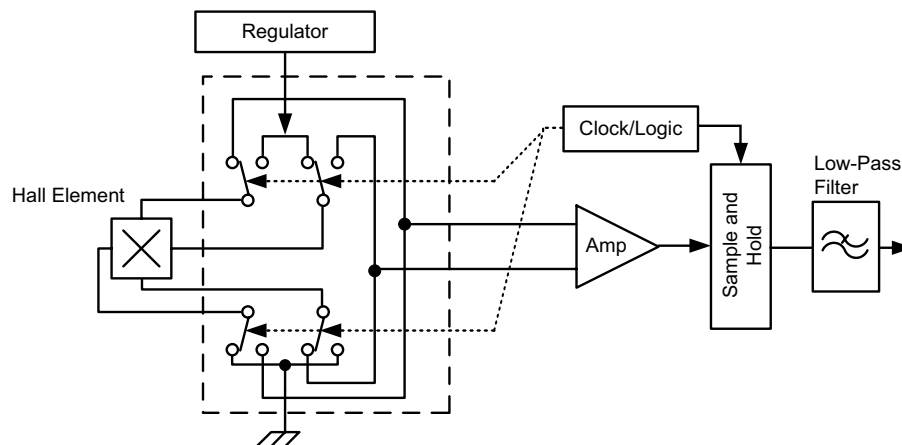 Regulator
Clock/Logic
Low-Pass
Filter
Hall Element
Amp
Sample and
Hold